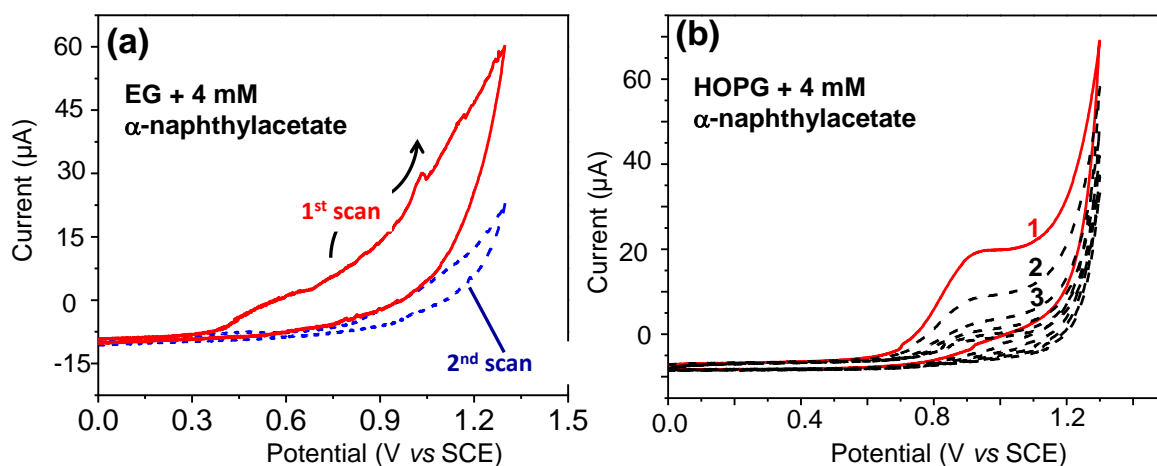 (a)
EG + 4 mM
α-naphthylacetate
1st scan
2nd scan
60
45
30
15
0
-15
Current (µA)
0.0 0.3 0.6 0.9 1.2 1.5
Potential (V vs SCE)
(b)
HOPG + 4 mM
α-naphthylacetate
1
2
3
60
40
20
0
Current (µA)
0.0 0.4 0.8 1.2
Potential (V vs SCE)